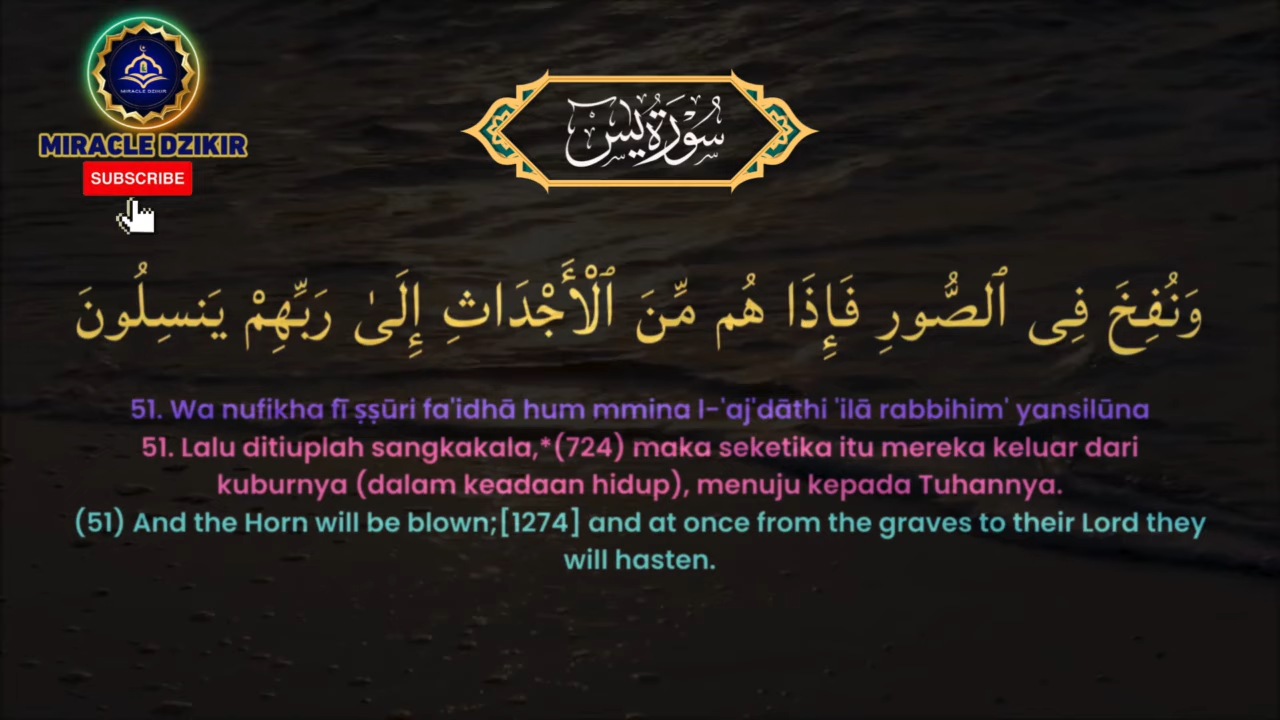 MIRACLE DZIKIR
MIRACLE DZIKIR
SUBSCRIBE
سُوْرَةُ يٰسٓ
وَنُفِخَ فِى ٱلصُّورِ فَإِذَا هُم مِّنَ ٱلْأَجْدَاثِ إِلَىٰ رَبِّهِمْ يَنسِلُونَ
51. Wa nufikha fī ṣṣūri fa'idhā hum mmina l-'aj'dāthi 'ilā rabbihim' yansilūna
51. Lalu ditiuplah sangkakala,*(724) maka seketika itu mereka keluar dari
kuburnya (dalam keadaan hidup), menuju kepada Tuhannya.
(51) And the Horn will be blown;[1274] and at once from the graves to their Lord they
will hasten.